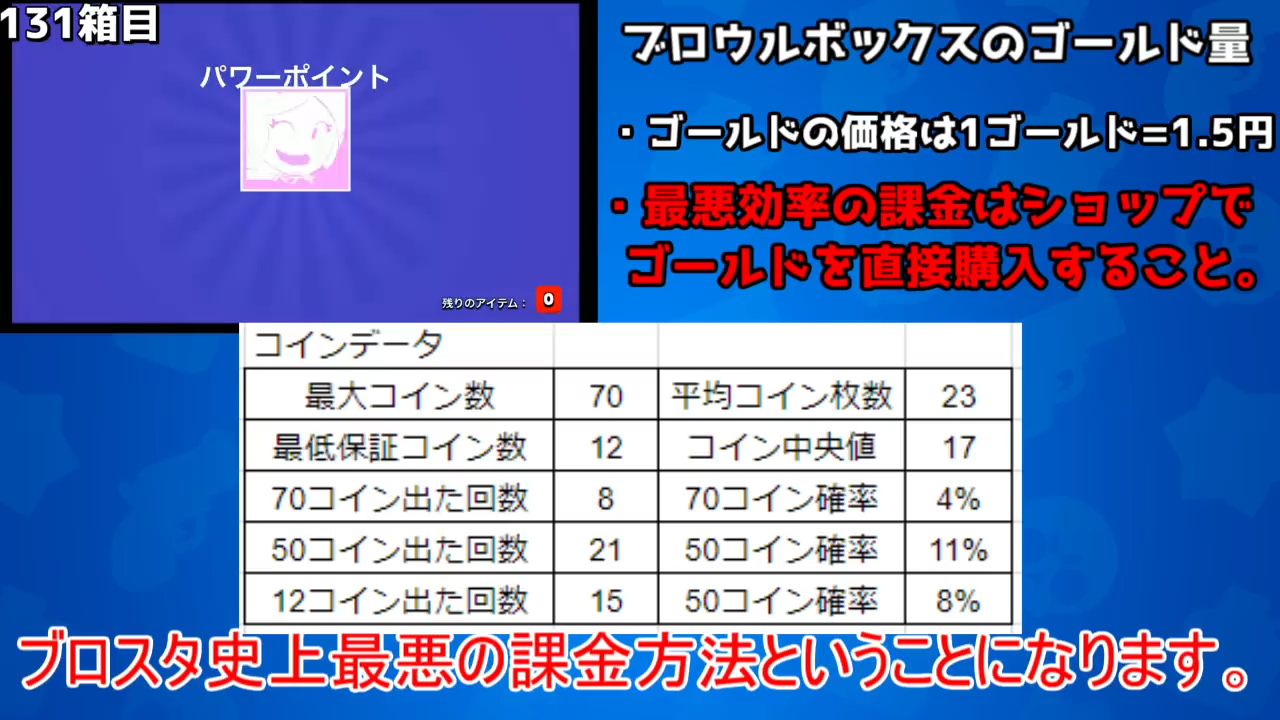 131箱目
パワーポイント
残りのアイテム：0
ブロウルボックスのゴールド量
・ゴールドの価格は1ゴールド=1.5円
・最悪効率の課金はショップで
ゴールドを直接購入すること。
コインデータ
最大コイン数 70 平均コイン枚数 23
最低保証コイン数 12 コイン中央値 17
70コイン出た回数 8 70コイン確率 4%
50コイン出た回数 21 50コイン確率 11%
12コイン出た回数 15 50コイン確率 8%
ブロスタ史上最悪の課金方法ということになります。